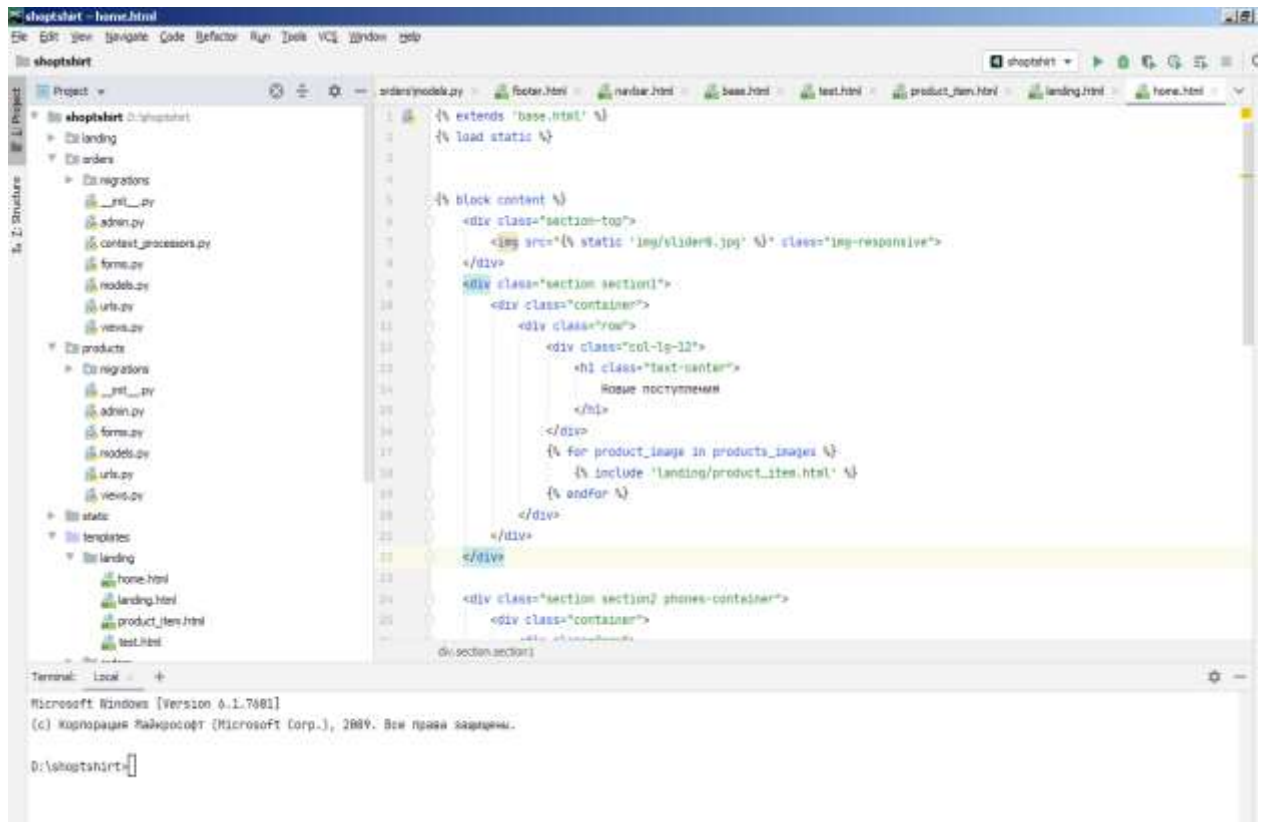 shoptshirt – home.html
File Edit View Navigate Code Refactor Run Tools VCS Window Help
shoptshirt
shoptshirt
Project
orders\models.py footer.html navbar.html base.html test.html product_item.html landing.html home.html
1: Project
Z: Structure
shoptshirt D:\shoptshirt
landing
orders
migrations
__init__.py
admin.py
context_processors.py
forms.py
models.py
urls.py
views.py
products
migrations
__init__.py
admin.py
forms.py
models.py
urls.py
views.py
static
templates
landing
home.html
landing.html
product_item.html
test.html
{% extends 'base.html' %}
{% load static %}
{% block content %}
<div class="section-top">
<img src="{% static 'img/slider6.jpg' %}" class="img-responsive">
</div>
<div class="section section1">
<div class="container">
<div class="row">
<div class="col-lg-12">
<h1 class="text-center">
Новые поступления
</h1>
</div>
{% for product_image in products_images %}
{% include 'landing/product_item.html' %}
{% endfor %}
</div>
</div>
</div>
<div class="section section2 phones-container">
<div class="container">
div.section.section1
Terminal: Local +
Microsoft Windows [Version 6.1.7601]
(c) Корпорация Майкрософт (Microsoft Corp.), 2009. Все права защищены.
D:\shoptshirt>